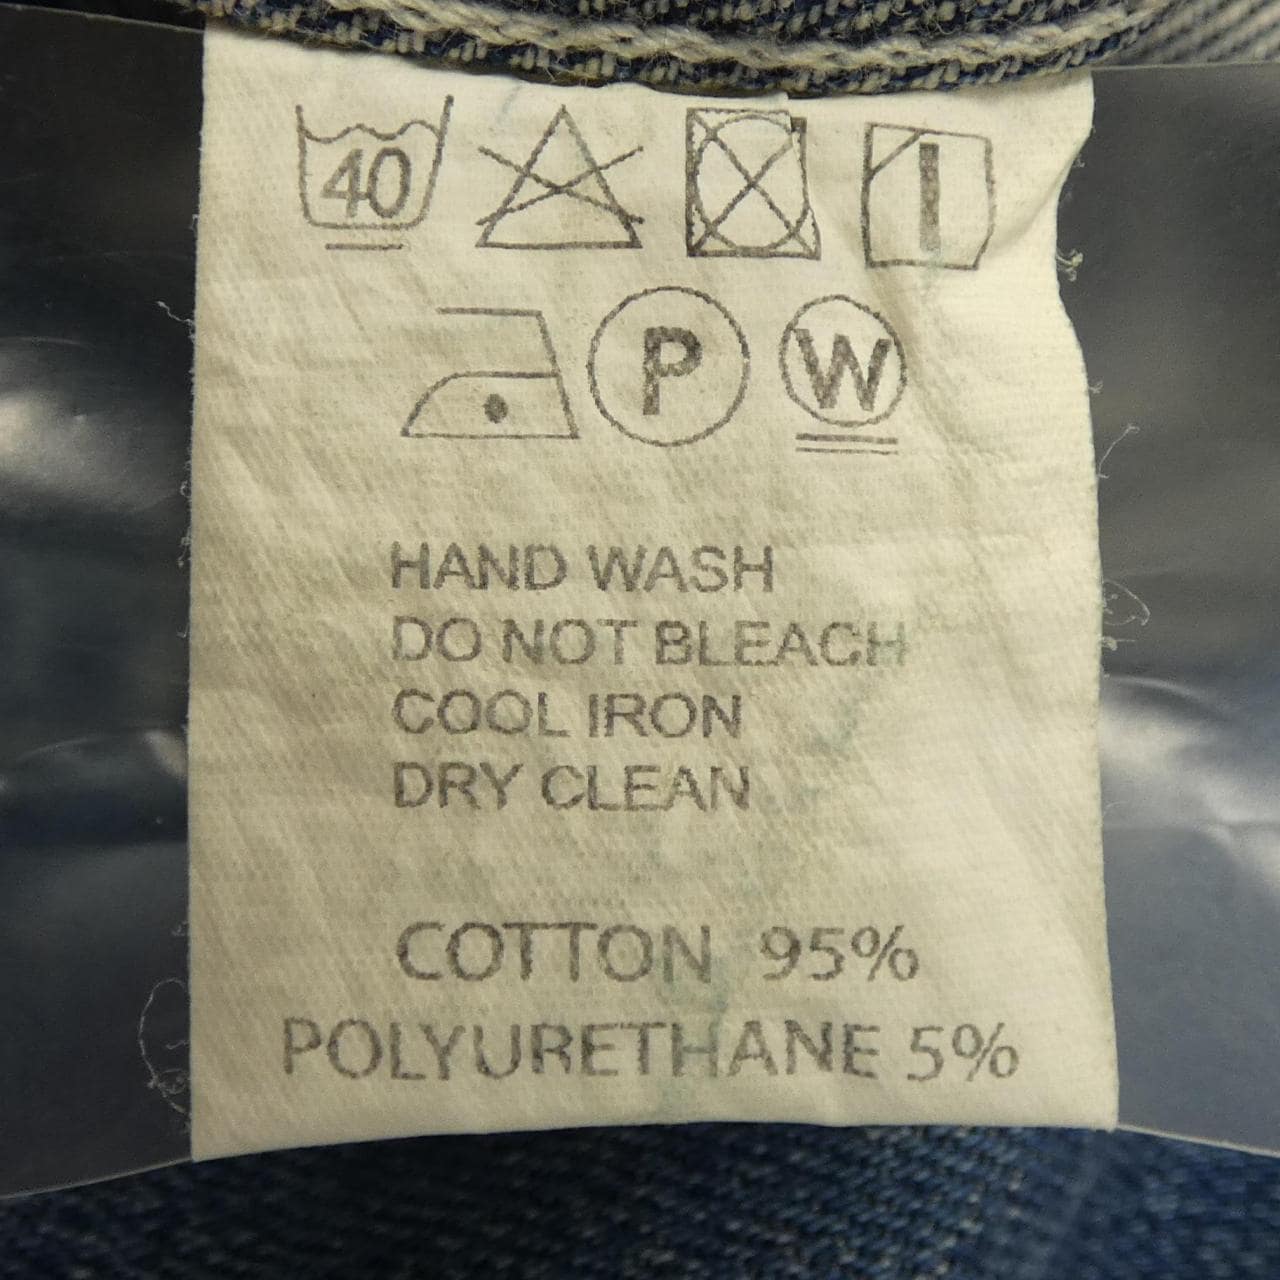 40
P W
HAND WASH
DO NOT BLEACH
COOL IRON
DRY CLEAN
COTTON 95%
POLYURETHANE 5%